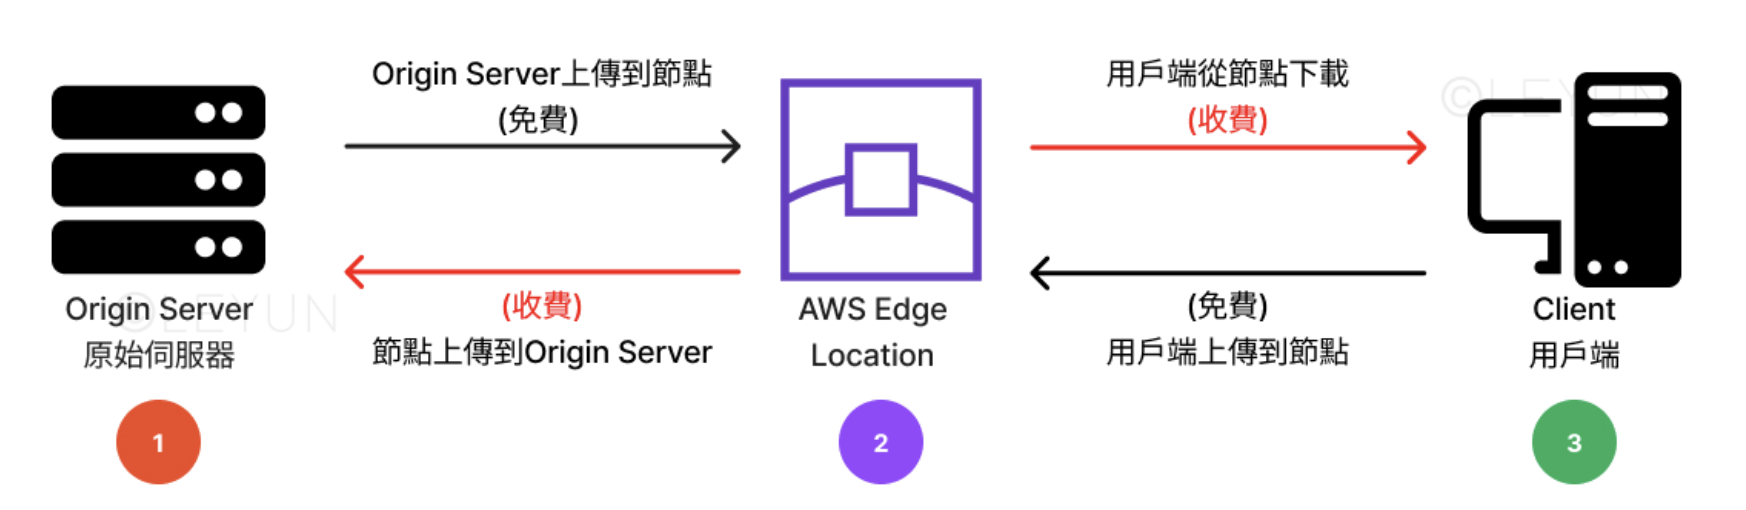 Origin Server上傳到節點
(免費)
用戶端從節點下載
(收費)
©LEYUN
(收費)
節點上傳到Origin Server
(免費)
用戶端上傳到節點
Origin Server
原始伺服器
©LEYUN
AWS Edge
Location
Client
用戶端
1
2
3